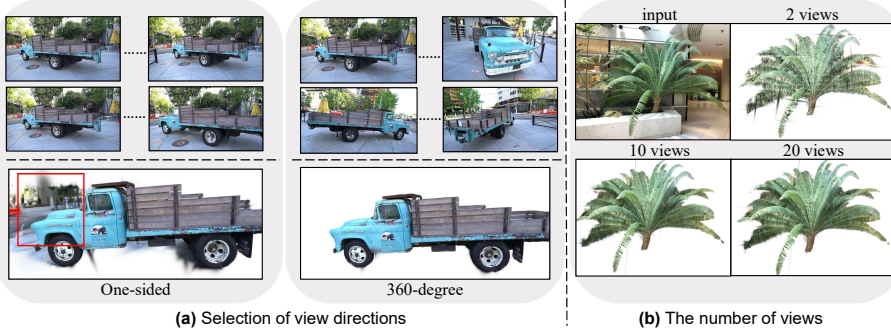 input
2 views
10 views
20 views
One-sided
360-degree
(a) Selection of view directions
(b) The number of views